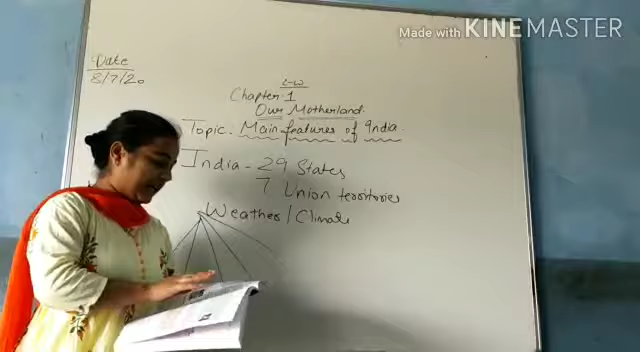 Made with KINEMASTER
Date
8/7/20
C-W
Chapter-1
Our Motherland.
Topic- Main features of India.
India - 29 States
7 Union territories
Weather/Climate